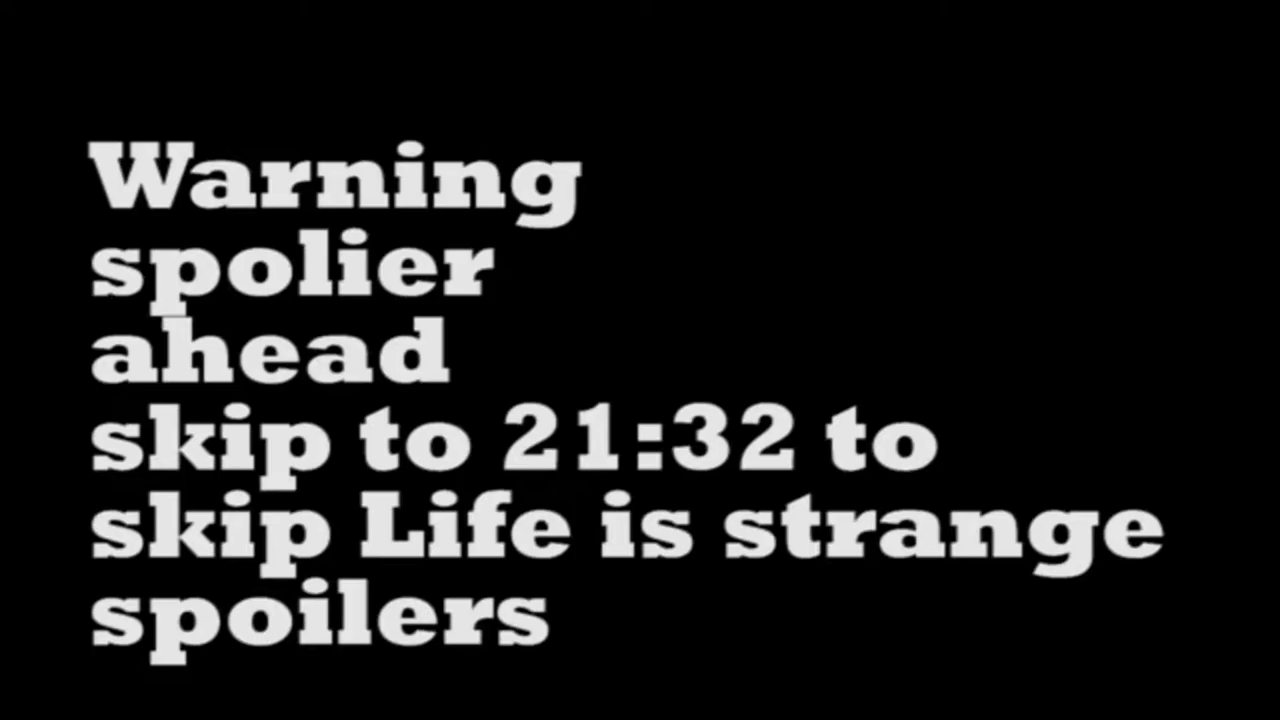 Warning
spolier
ahead
skip to 21:32 to
skip Life is strange
spoilers